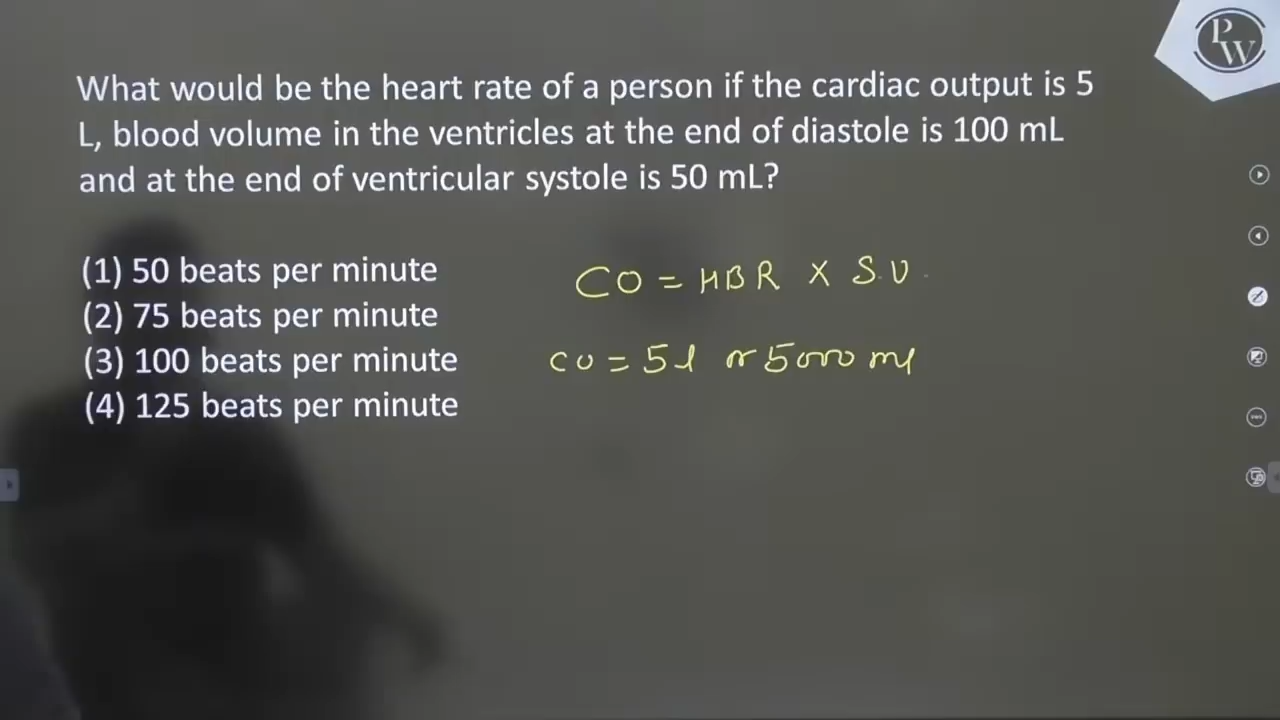 PW
What would be the heart rate of a person if the cardiac output is 5
L, blood volume in the ventricles at the end of diastole is 100 mL
and at the end of ventricular systole is 50 mL?
(1) 50 beats per minute
(2) 75 beats per minute
(3) 100 beats per minute
(4) 125 beats per minute
CO = HBR X S.V.
CO = 5l or 5000 ml